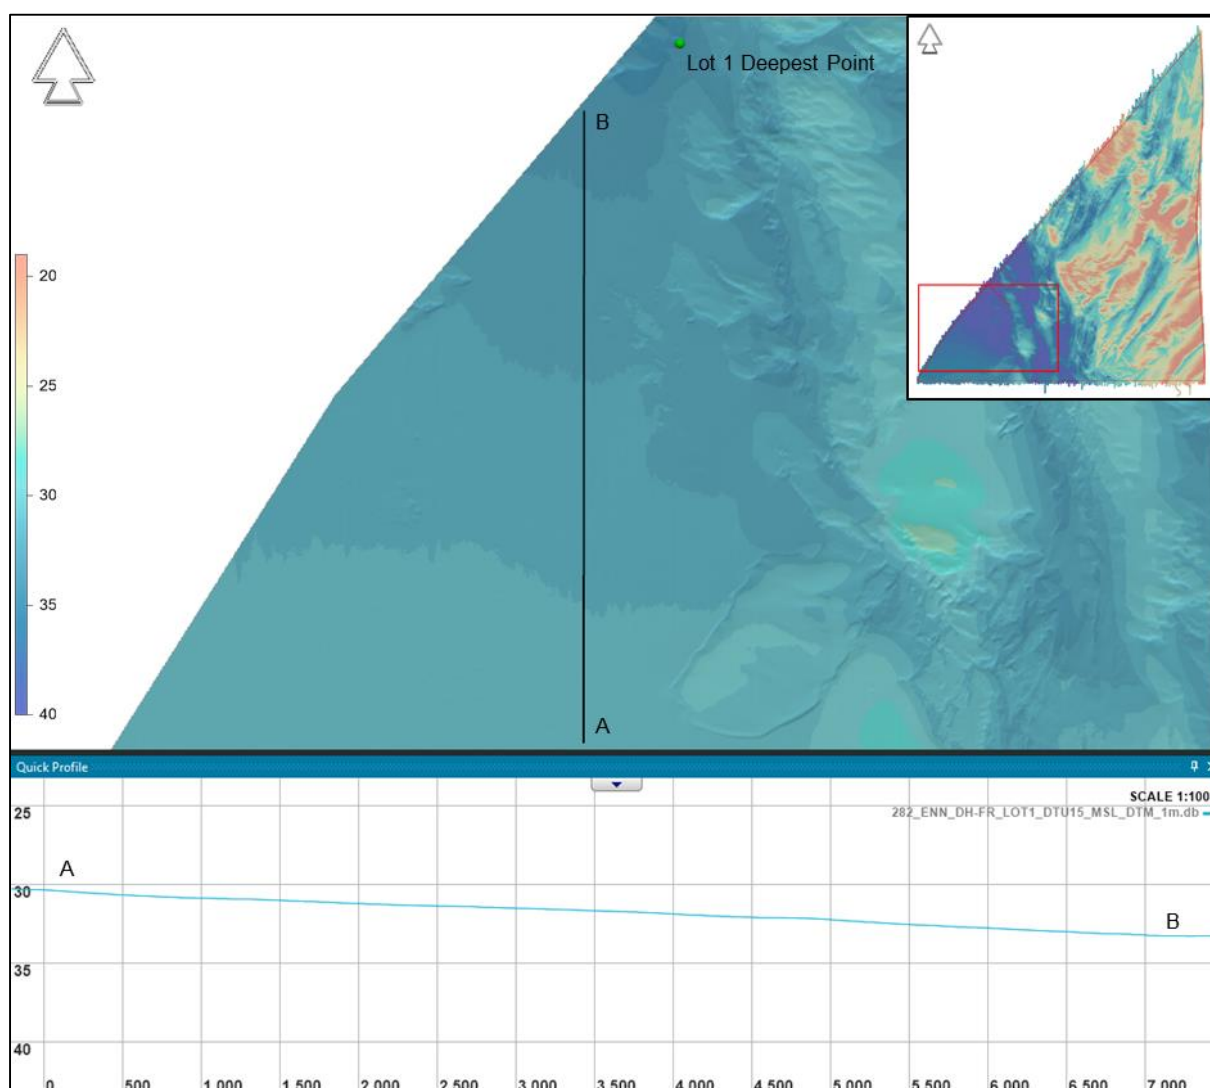 Lot 1 Deepest Point
B
20
25
30
35
40
A
Quick Profile
SCALE 1:100
282_ENN_DH-FR_LOT1_DTU15_MSL_DTM_1m.db
25
A
30
B
35
40
0 500 1 000 1 500 2 000 2 500 3 000 3 500 4 000 4 500 5 000 5 500 6 000 6 500 7 000